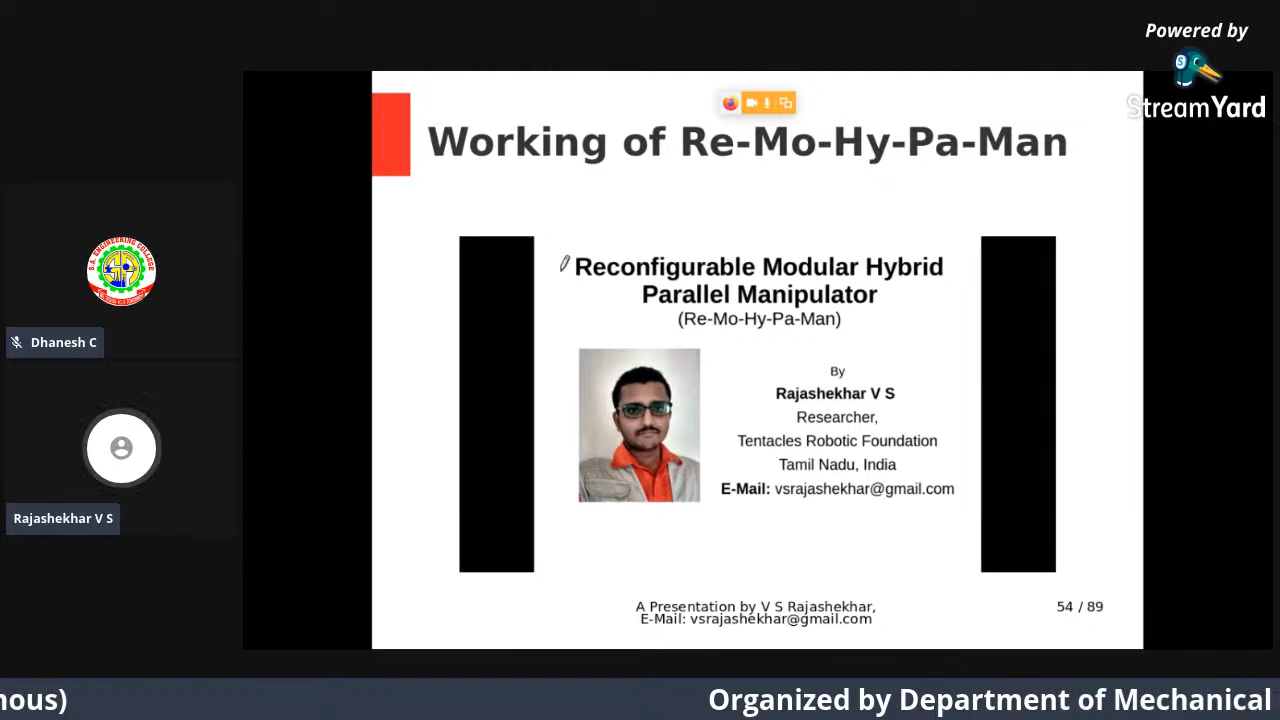 Powered by
StreamYard
Working of Re-Mo-Hy-Pa-Man
Reconfigurable Modular Hybrid
Parallel Manipulator
(Re-Mo-Hy-Pa-Man)
By
Rajashekhar V S
Researcher,
Tentacles Robotic Foundation
Tamil Nadu, India
E-Mail: vsrajashekhar@gmail.com
S.A. ENGINEERING COLLEGE
Dhanesh C
Rajashekhar V S
A Presentation by V S Rajashekhar,
E-Mail: vsrajashekhar@gmail.com
54 / 89
nous)
Organized by Department of Mechanical